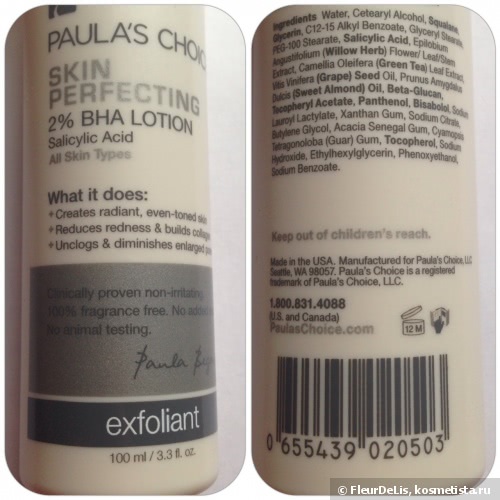 PAULA'S CHOIC
SKIN
PERFECTING
2% BHA LOTION
Salicylic Acid
All Skin Types
What it does:
+Creates radiant, even-toned skin
+Reduces redness & builds collage
+Unclogs & diminishes enlarged pore
Clinically proven non-irritating.
100% fragrance free. No added
No animal testing.
Paula
exfoliant
100 ml / 3.3 fl. oz.
Ingredients Water, Cetearyl Alcohol, Squalane,
Glycerin, C12-15 Alkyl Benzoate, Glyceryl Stearate,
PEG-100 Stearate, Salicylic Acid, Epilobium
Angustifolium (Willow Herb) Flower/ Leaf/Stem
Extract, Camellia Oleifera (Green Tea) Leaf Extract,
Vitis Vinifera (Grape) Seed Oil, Prunus Amygdalus
Dulcis (Sweet Almond) Oil, Beta-Glucan,
Tocopheryl Acetate, Panthenol, Bisabolol, Sodium
Lauroyl Lactylate, Xanthan Gum, Sodium Citrate,
Butylene Glycol, Acacia Senegal Gum, Cyamopsis
Tetragonoloba (Guar) Gum, Tocopherol, Sodium
Hydroxide, Ethylhexylglycerin, Phenoxyethanol,
Sodium Benzoate.
Keep out of children's reach.
Made in the USA. Manufactured for Paula's Choice, LLC
Seattle, WA 98057. Paula's Choice is a registered
trademark of Paula's Choice, LLC.
1.800.831.4088
(U.S. and Canada)
PaulasChoice.com
12 M
0 655439 020503
© FleurDeLis, kosmetista.ru